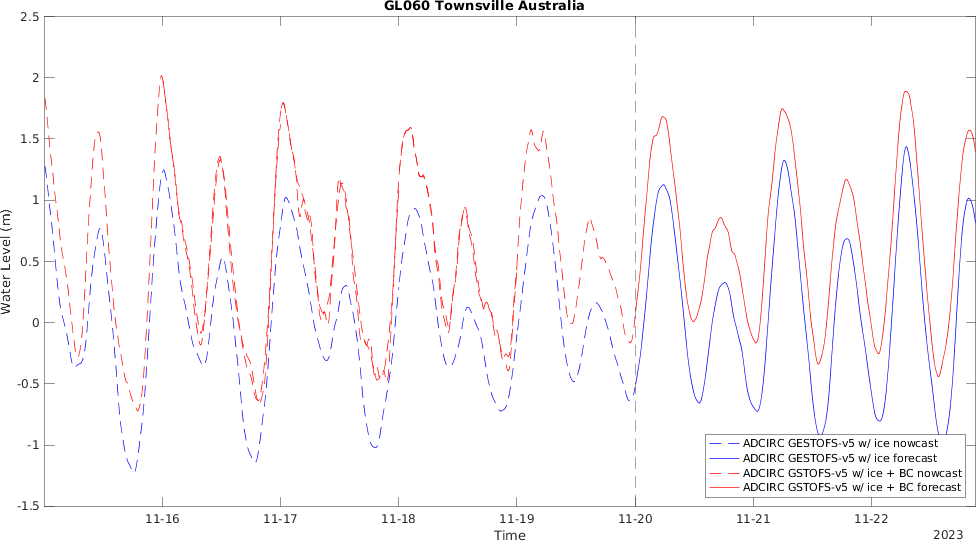 GL060 Townsville Australia
2.5
2
1.5
1
0.5
0
-0.5
-1
-1.5
Water Level (m)
11-16
11-17
11-18
11-19
11-20
11-21
11-22
Time
2023
ADCIRC GESTOFS-v5 w/ ice nowcast
ADCIRC GESTOFS-v5 w/ ice forecast
ADCIRC GSTOFS-v5 w/ ice + BC nowcast
ADCIRC GSTOFS-v5 w/ ice + BC forecast